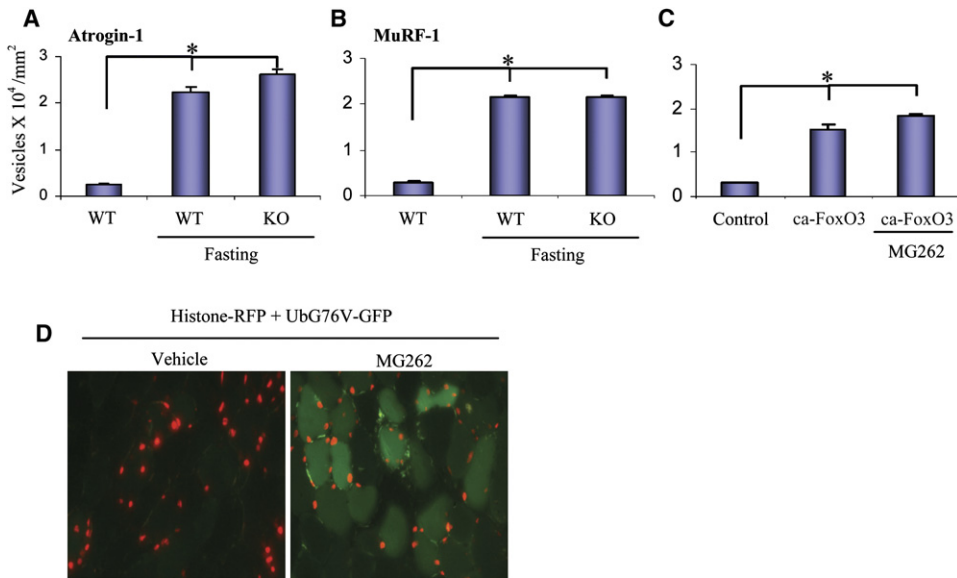 A
Atrogin-1
Vesicles X 10⁴/mm²
3
2
1
0
*
WT
WT
KO
Fasting
B
MuRF-1
3
2
1
0
*
WT
WT
KO
Fasting
C
3
2
1
0
*
Control
ca-FoxO3
ca-FoxO3
MG262
D
Histone-RFP + UbG76V-GFP
Vehicle
MG262